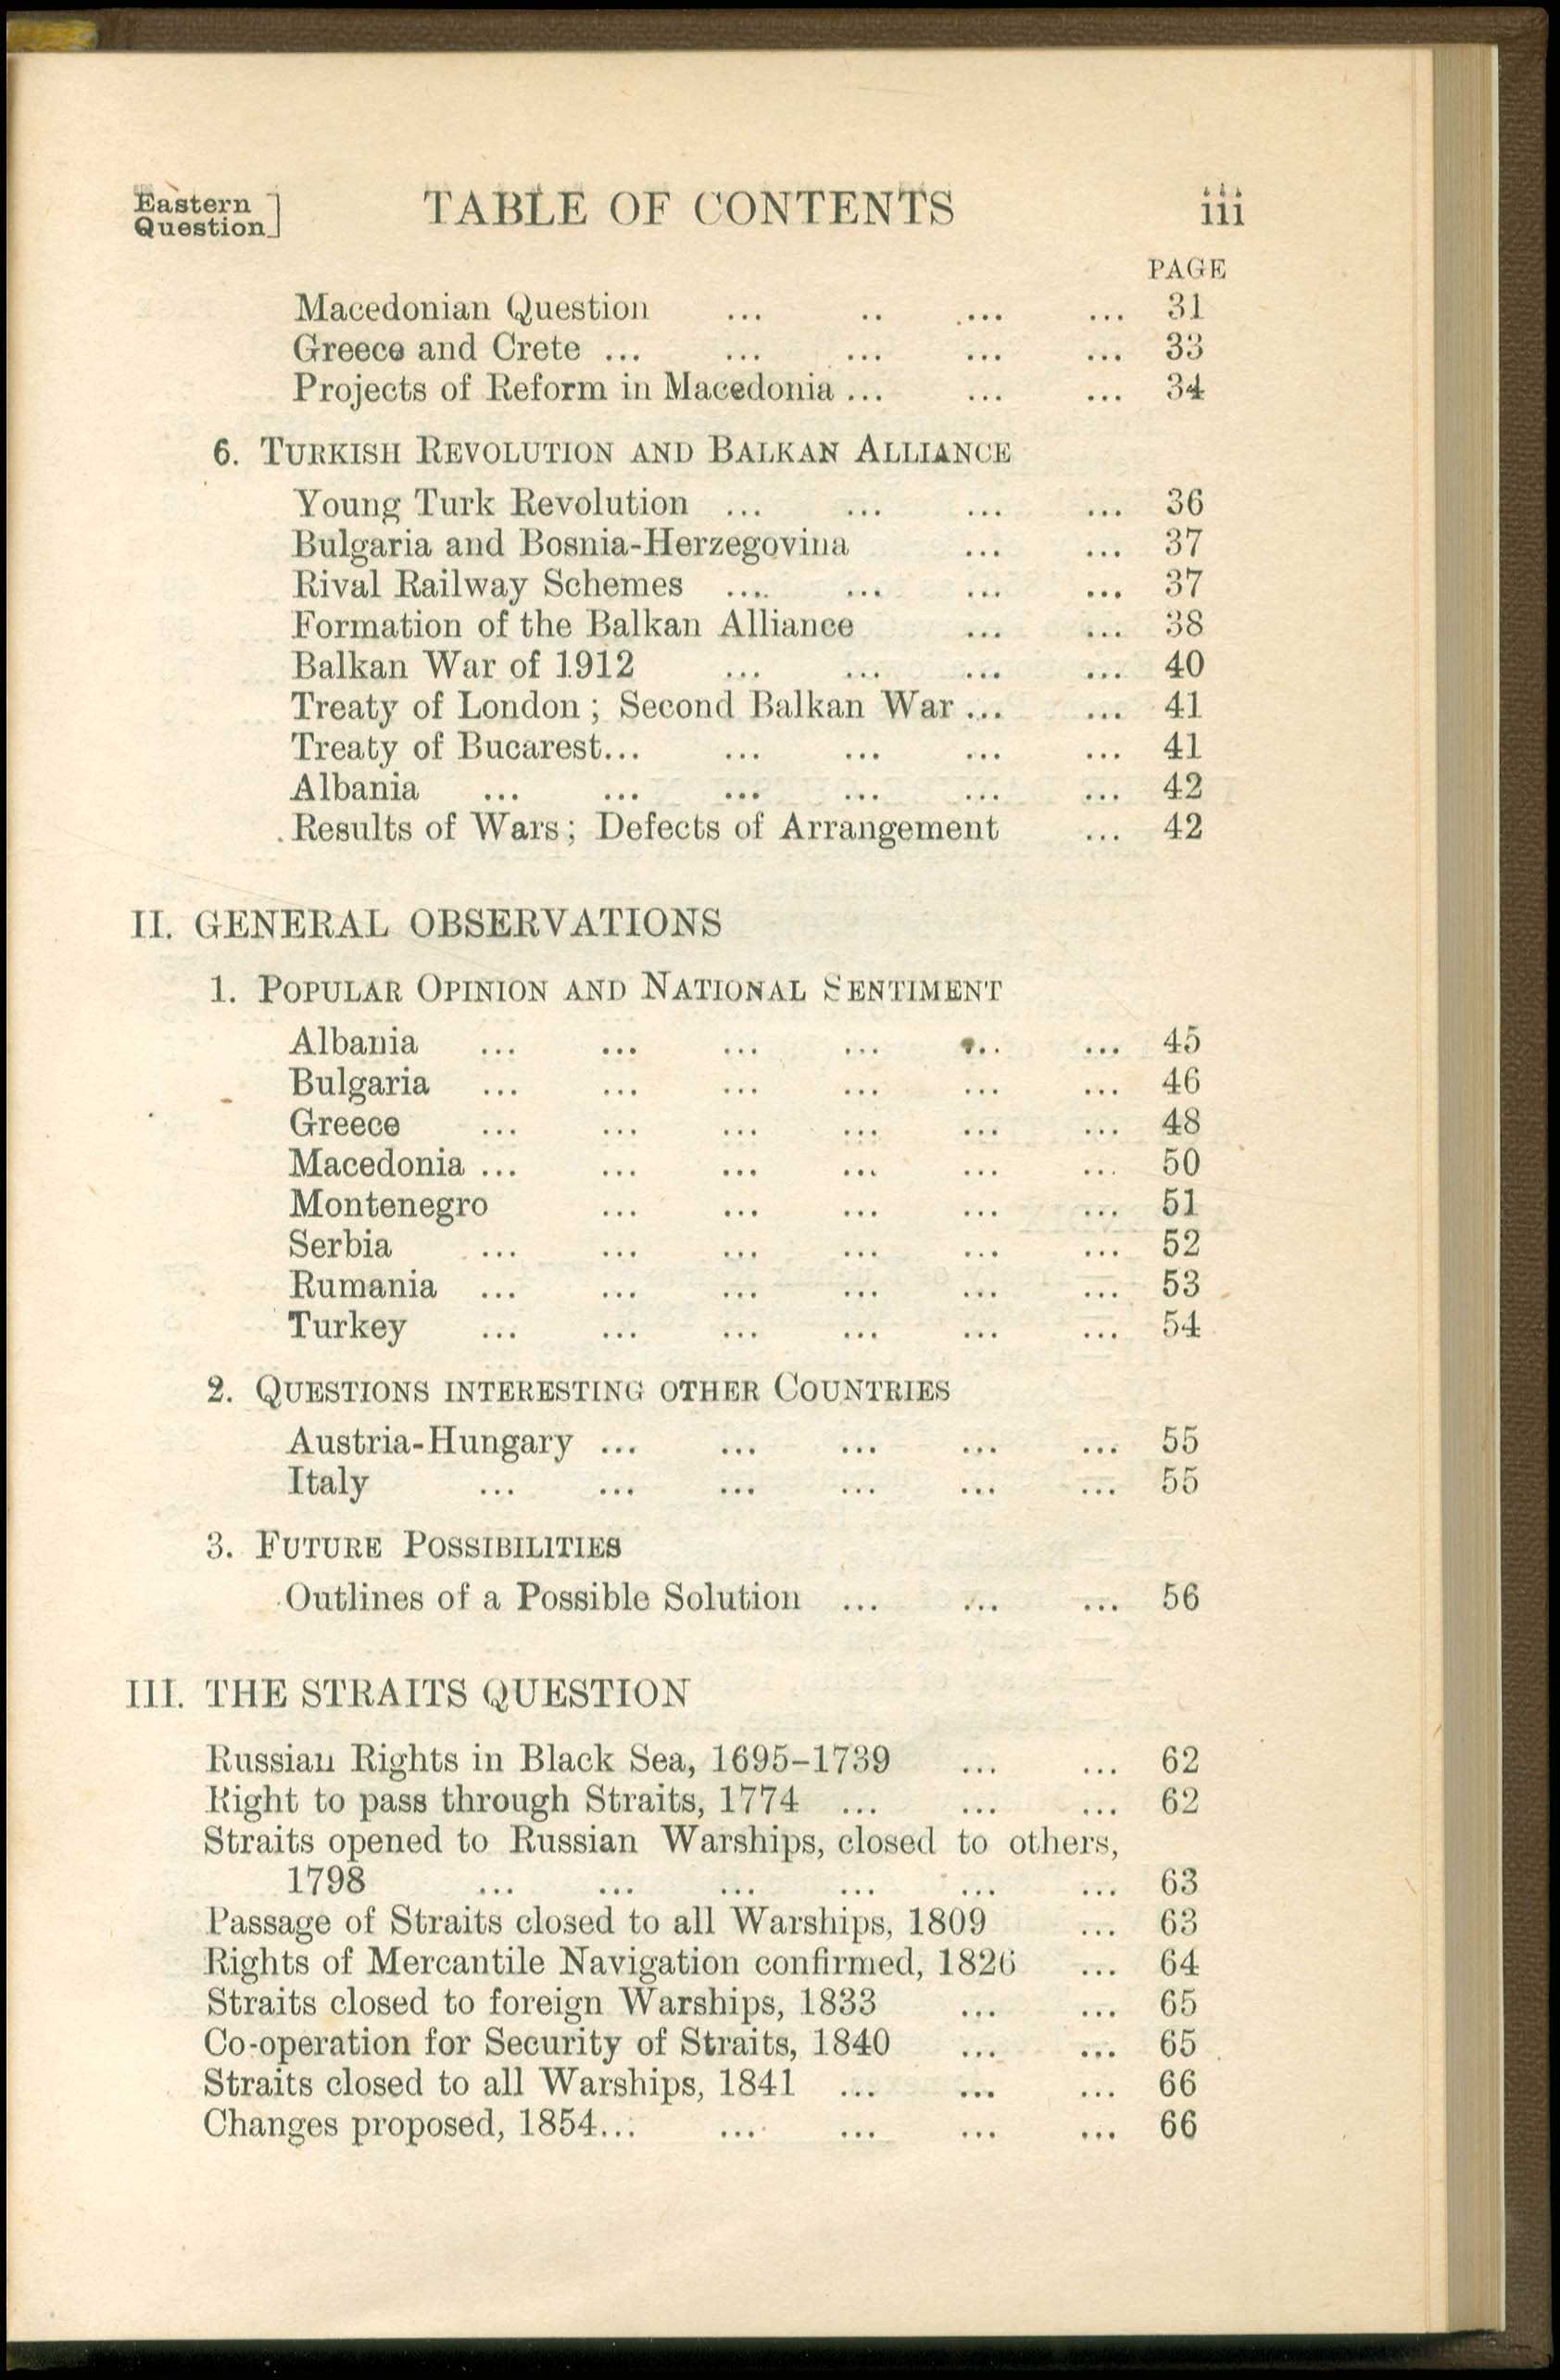 Eastern
Question]
TABLE OF CONTENTS iii
PAGE
Macedonian Question ... .. ... ... 31
Greece and Crete ... ... ... ... ... 33
Projects of Reform in Macedonia ... ... ... 34
6. TURKISH REVOLUTION AND BALKAN ALLIANCE
Young Turk Revolution ... ... ... ... 36
Bulgaria and Bosnia-Herzegovina ... ... 37
Rival Railway Schemes .... ... ... ... 37
Formation of the Balkan Alliance ... ... 38
Balkan War of 1912 ... ... ... ... 40
Treaty of London ; Second Balkan War ... ... 41
Treaty of Bucarest... ... ... ... ... 41
Albania ... ... ... ... ... ... 42
Results of Wars ; Defects of Arrangement ... 42
II. GENERAL OBSERVATIONS
1. POPULAR OPINION AND NATIONAL SENTIMENT
Albania ... ... ... ... ... ... 45
Bulgaria ... ... ... ... ... ... 46
Greece ... ... ... ... ... ... 48
Macedonia ... ... ... ... ... ... 50
Montenegro ... ... ... ... ... 51
Serbia ... ... ... ... ... ... 52
Rumania ... ... ... ... ... ... 53
Turkey ... ... ... ... ... ... 54
2. QUESTIONS INTERESTING OTHER COUNTRIES
Austria-Hungary ... ... ... ... ... 55
Italy ... ... ... ... ... ... 55
3. FUTURE POSSIBILITIES
Outlines of a Possible Solution ... ... ... 56
III. THE STRAITS QUESTION
Russian Rights in Black Sea, 1695–1739 ... ... 62
Right to pass through Straits, 1774 ... ... ... 62
Straits opened to Russian Warships, closed to others,
1798 ... ... ... ... ... ... 63
Passage of Straits closed to all Warships, 1809 ... 63
Rights of Mercantile Navigation confirmed, 1826 ... 64
Straits closed to foreign Warships, 1833 ... ... 65
Co-operation for Security of Straits, 1840 ... ... 65
Straits closed to all Warships, 1841 ... ... ... 66
Changes proposed, 1854... ... ... ... ... 66